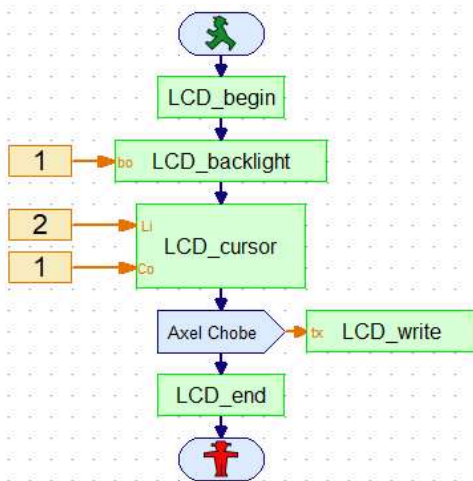 LCD_begin
1 bo LCD_backlight
2 Li
LCD_cursor
1 Co
Axel Chobe tx LCD_write
LCD_end